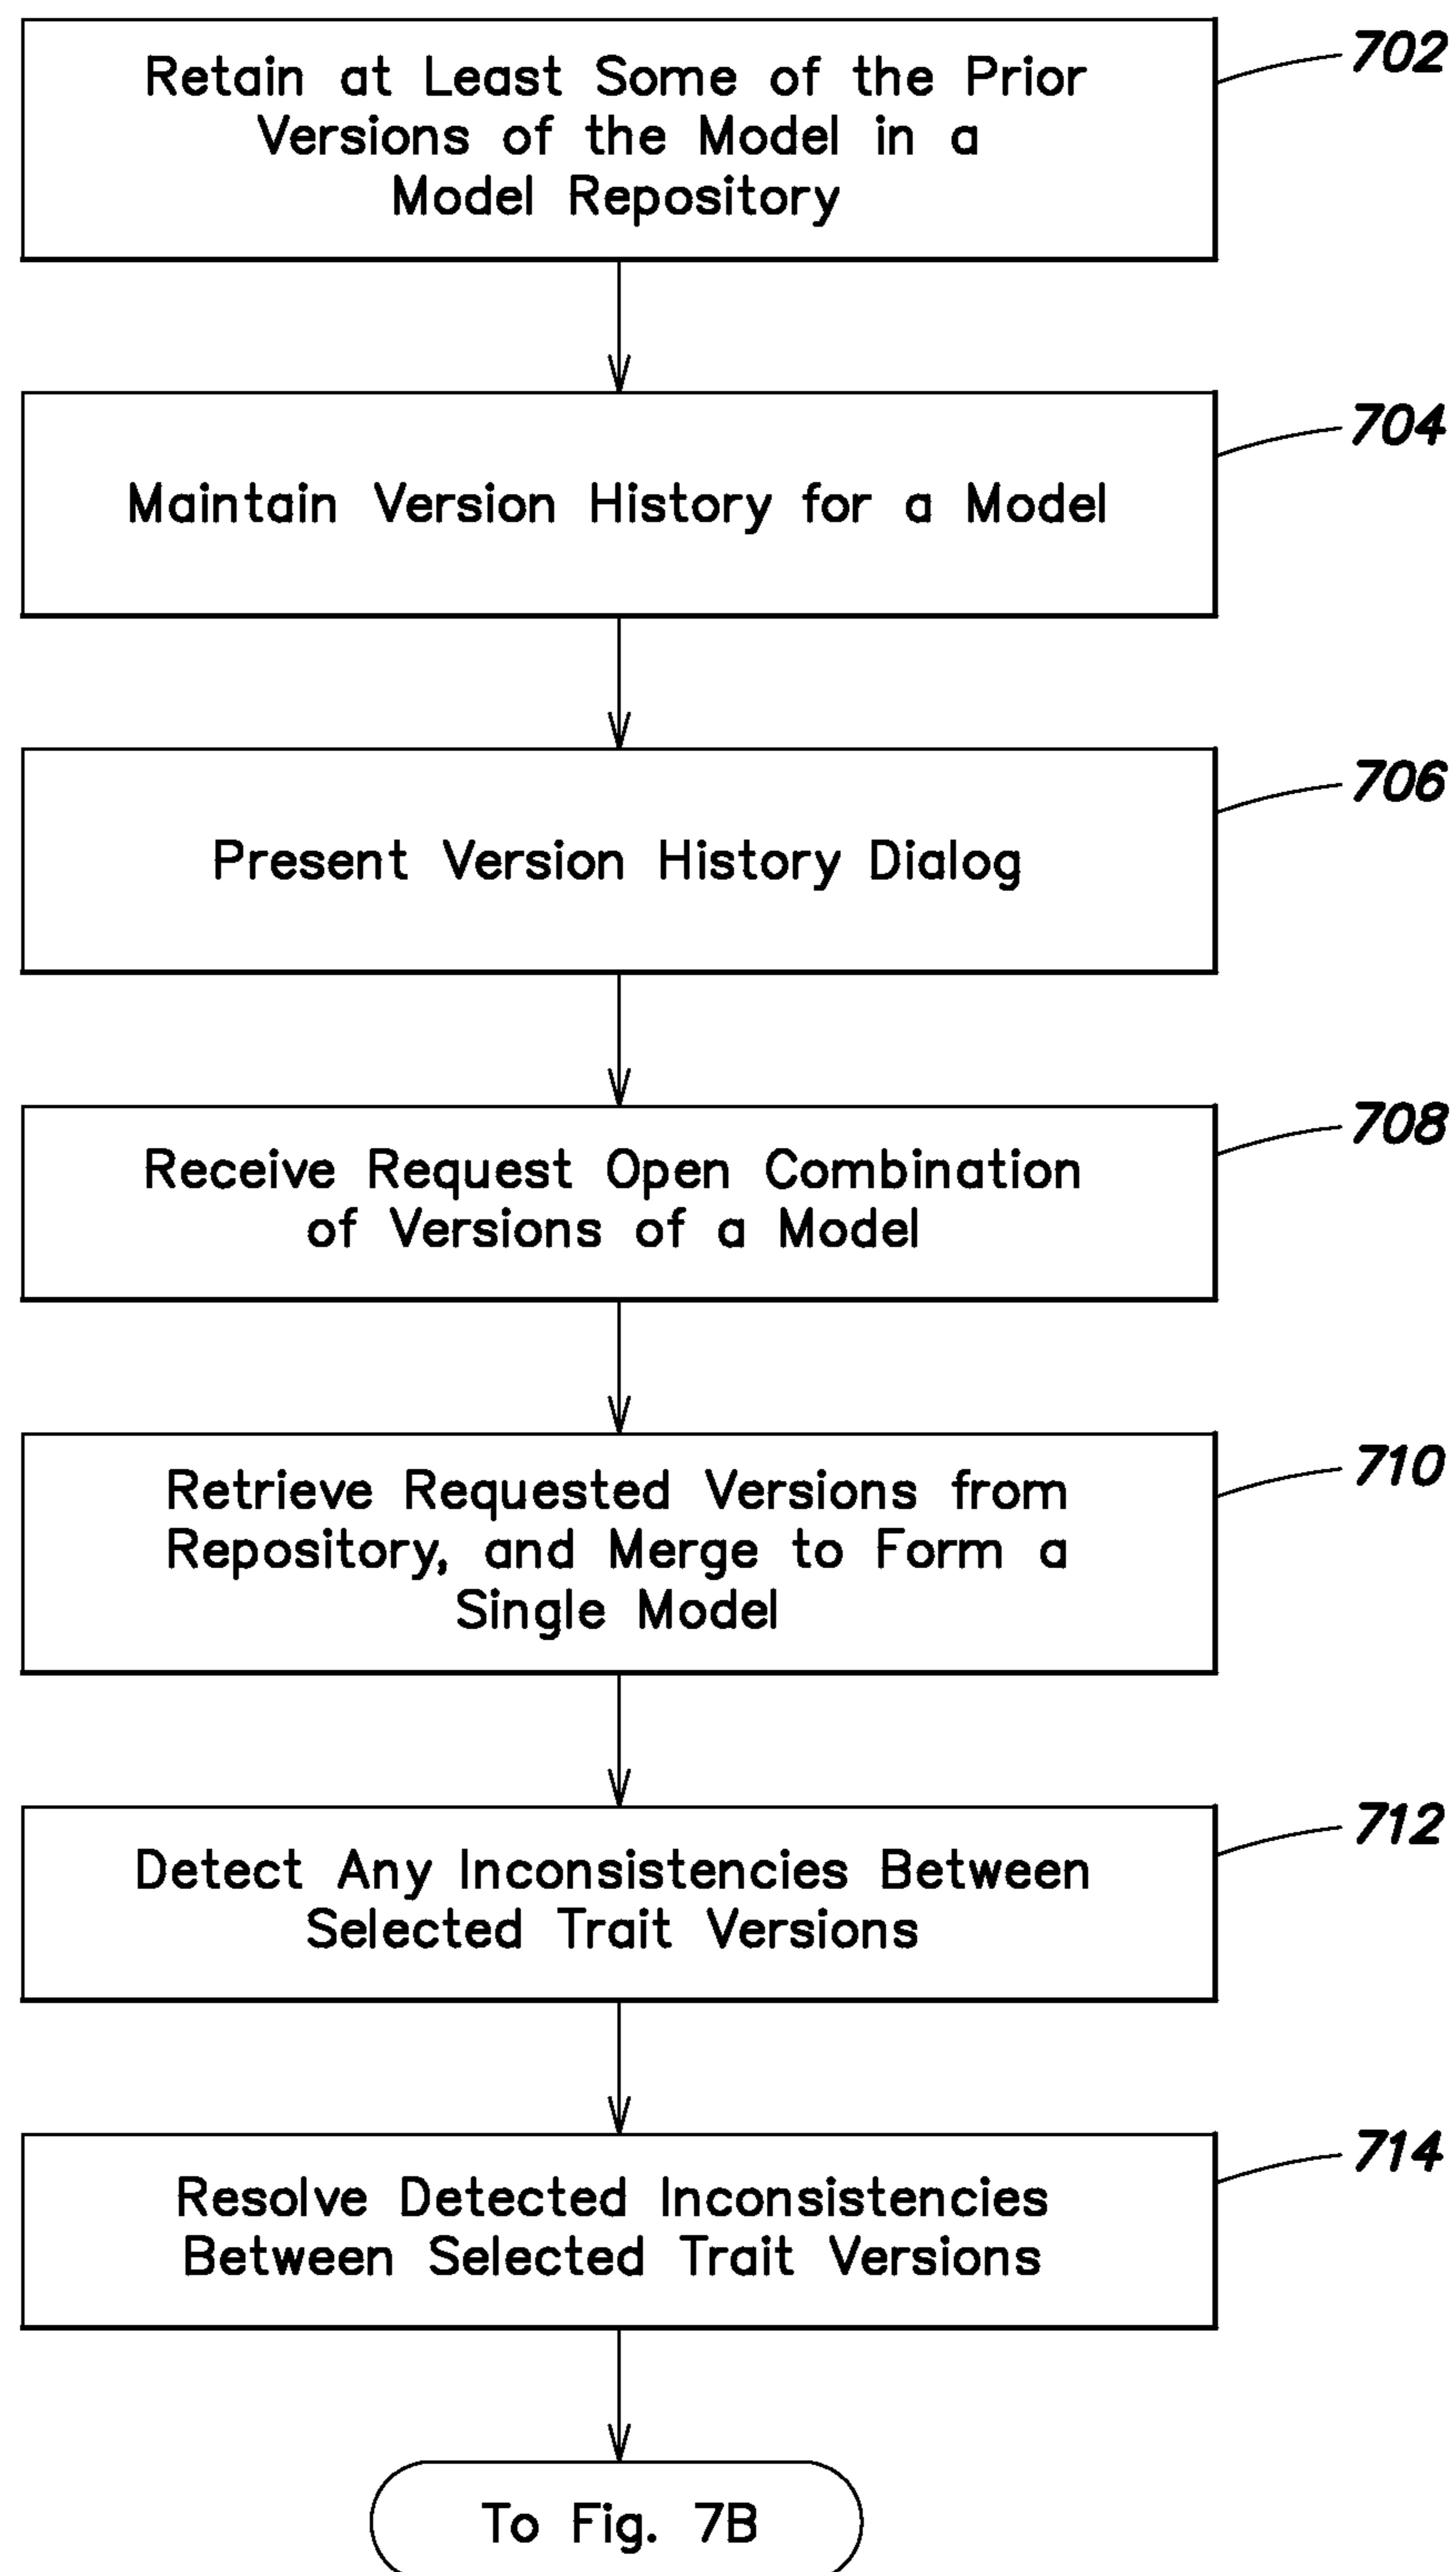 Retain at Least Some of the Prior
Versions of the Model in a
Model Repository
702
Maintain Version History for a Model
704
Present Version History Dialog
706
Receive Request Open Combination
of Versions of a Model
708
Retrieve Requested Versions from
Repository, and Merge to Form a
Single Model
710
Detect Any Inconsistencies Between
Selected Trait Versions
712
Resolve Detected Inconsistencies
Between Selected Trait Versions
714
To Fig. 7B